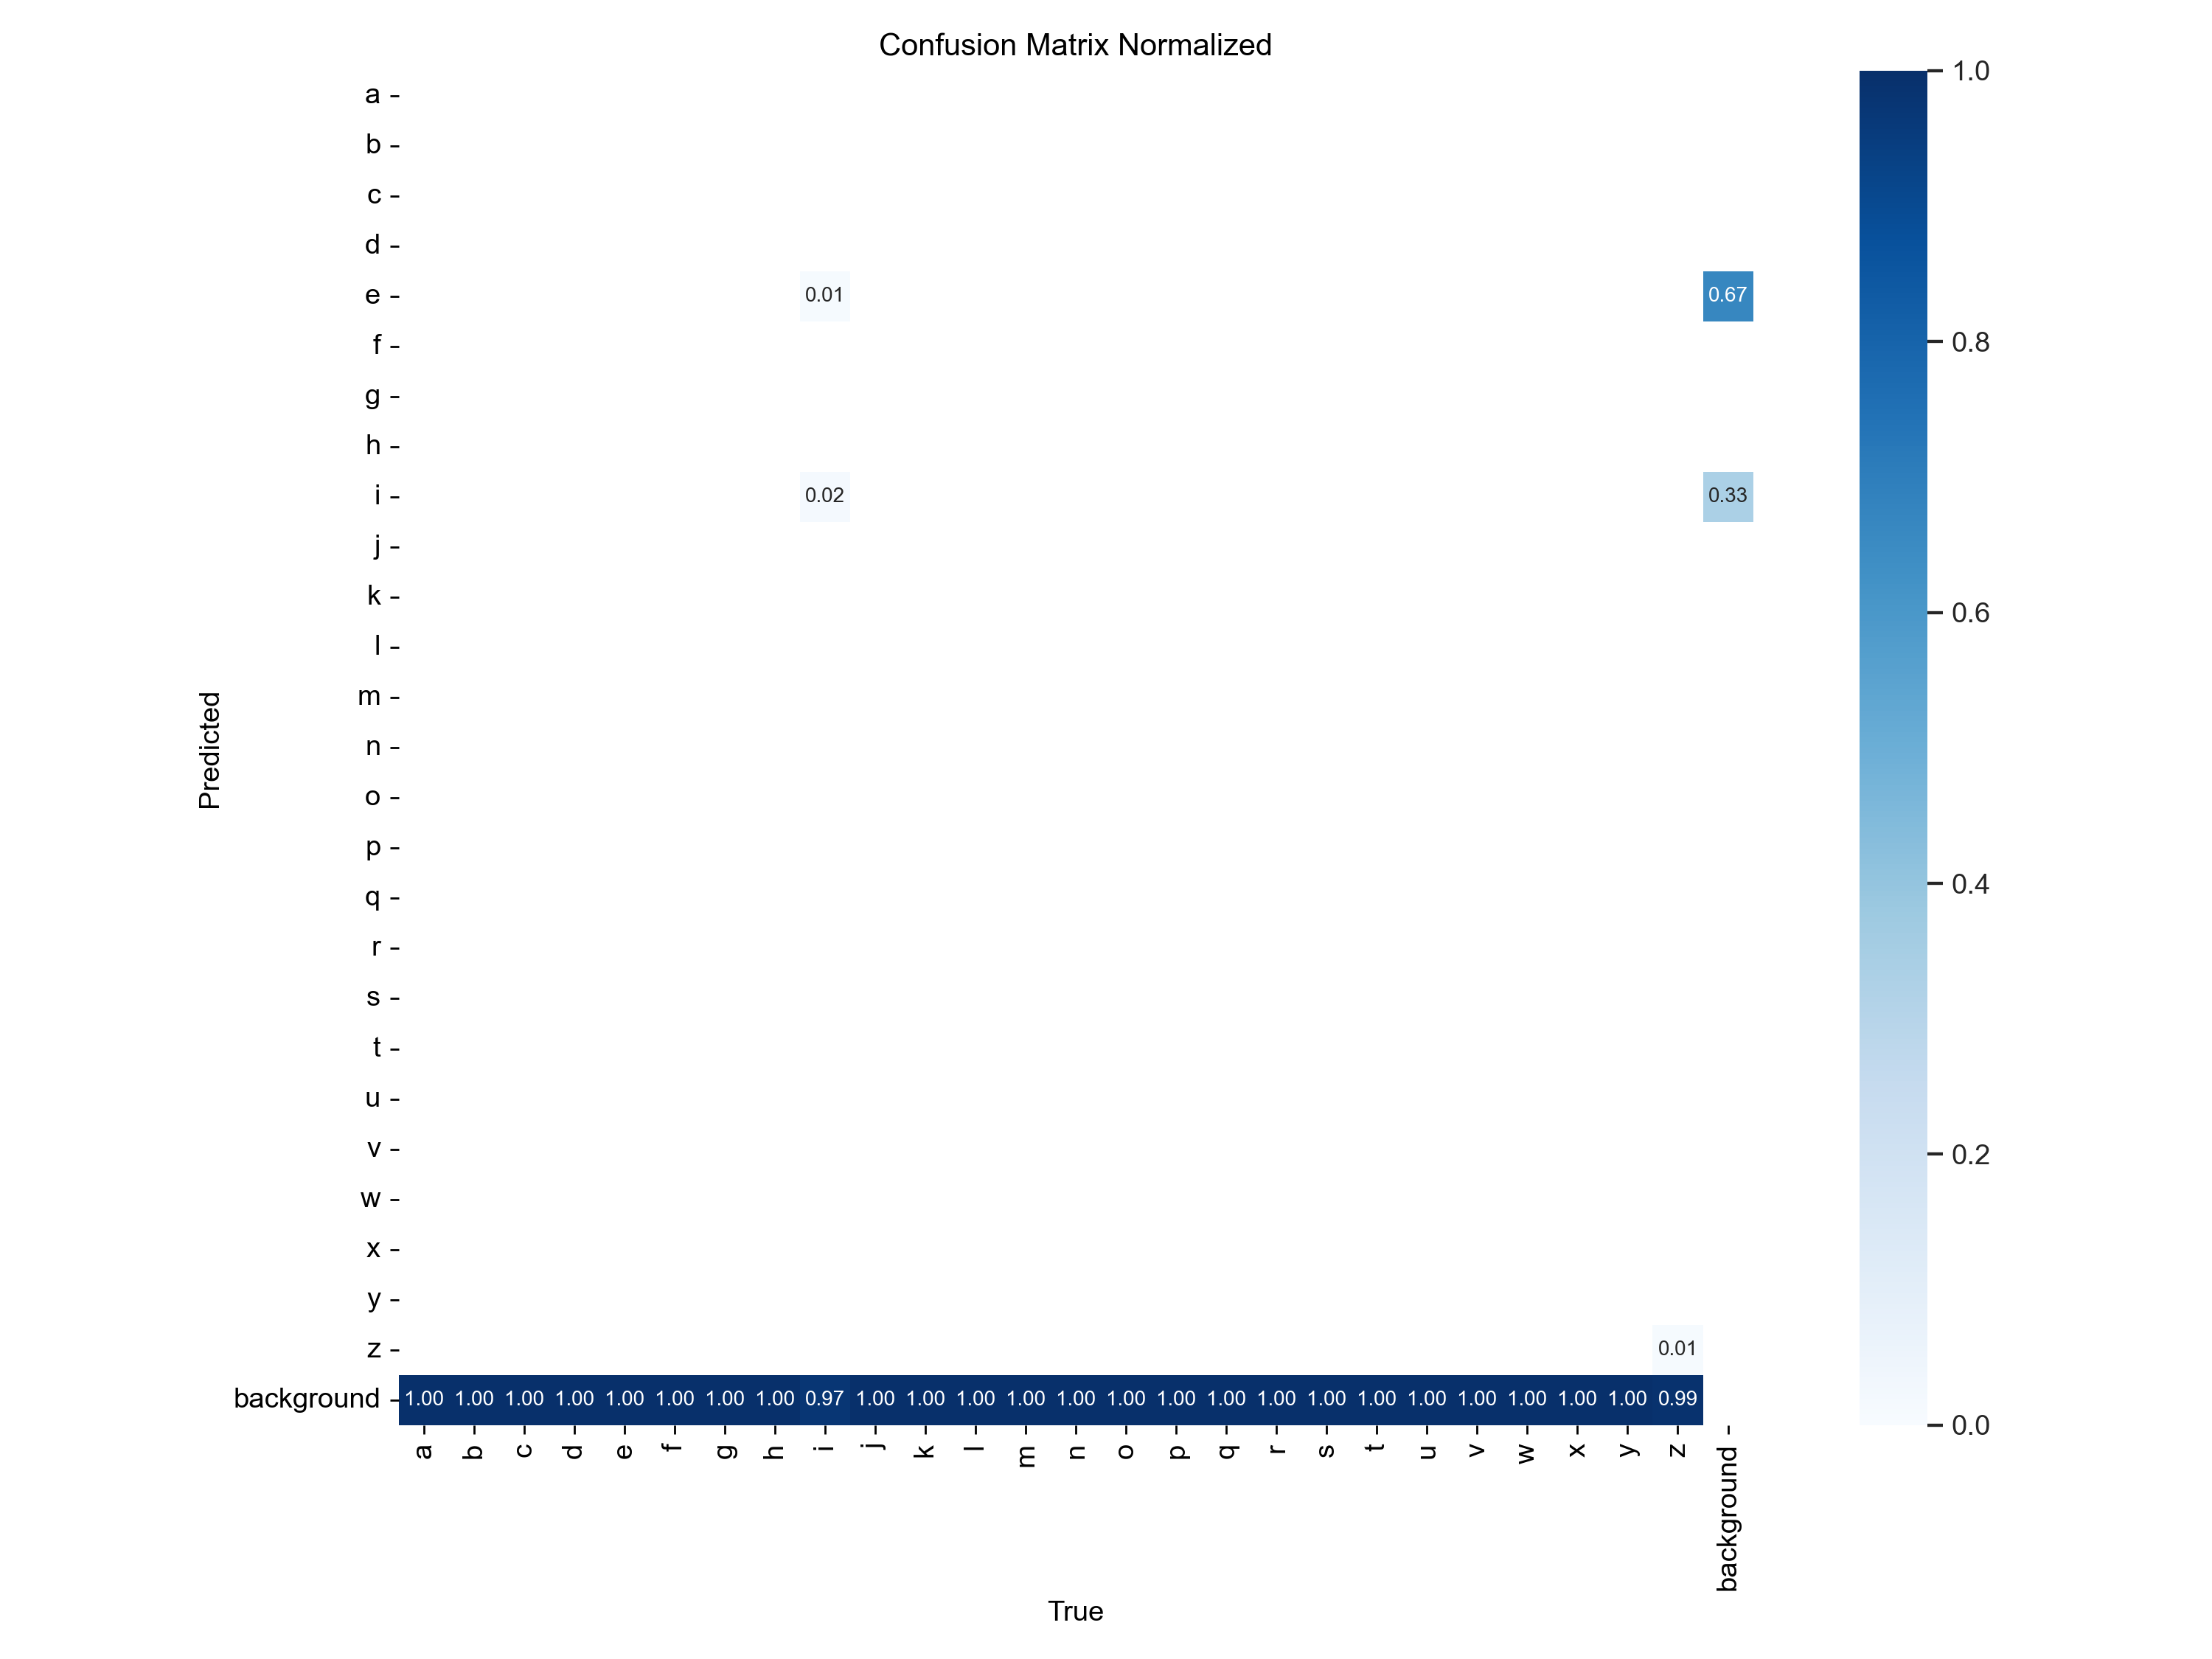 Confusion Matrix Normalized
a
b
c
d
e 0.01 0.67
f
g
h
i 0.02 0.33
j
k
l
m
n
o
p
q
r
s
t
u
v
w
x
y
z 0.01
background 1.00 1.00 1.00 1.00 1.00 1.00 1.00 1.00 0.97 1.00 1.00 1.00 1.00 1.00 1.00 1.00 1.00 1.00 1.00 1.00 1.00 1.00 1.00 1.00 1.00 0.99
a b c d e f g h i j k l m n o p q r s t u v w x y z background
True
Predicted
1.0
0.8
0.6
0.4
0.2
0.0